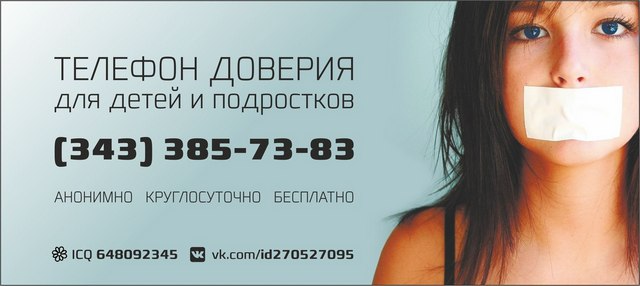 ТЕЛЕФОН ДОВЕРИЯ
для детей и подростков
(343) 385-73-83
АНОНИМНО КРУГЛОСУТОЧНО БЕСПЛАТНО
ICQ 648092345 vk.com/id270527095